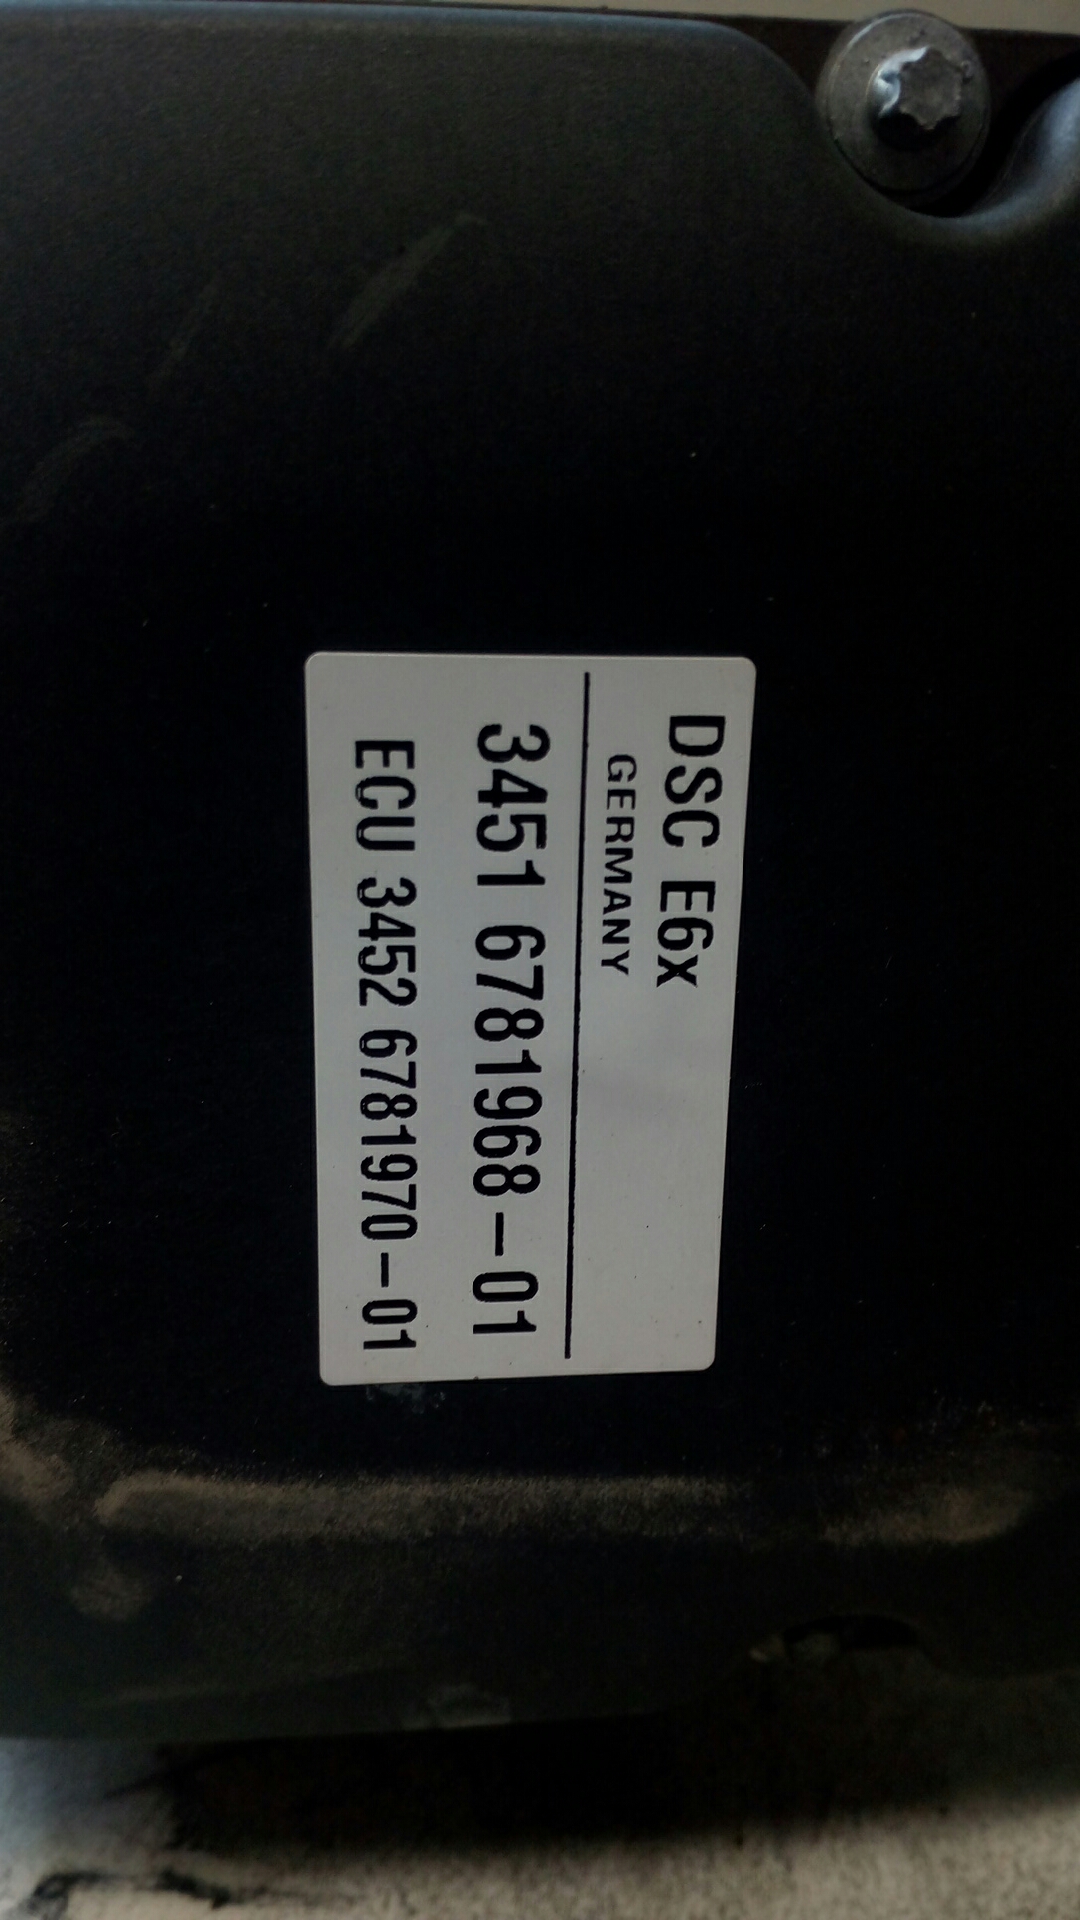 DSC E6x
GERMANY
3451 6781968-01
ECU 3452 6781970-01